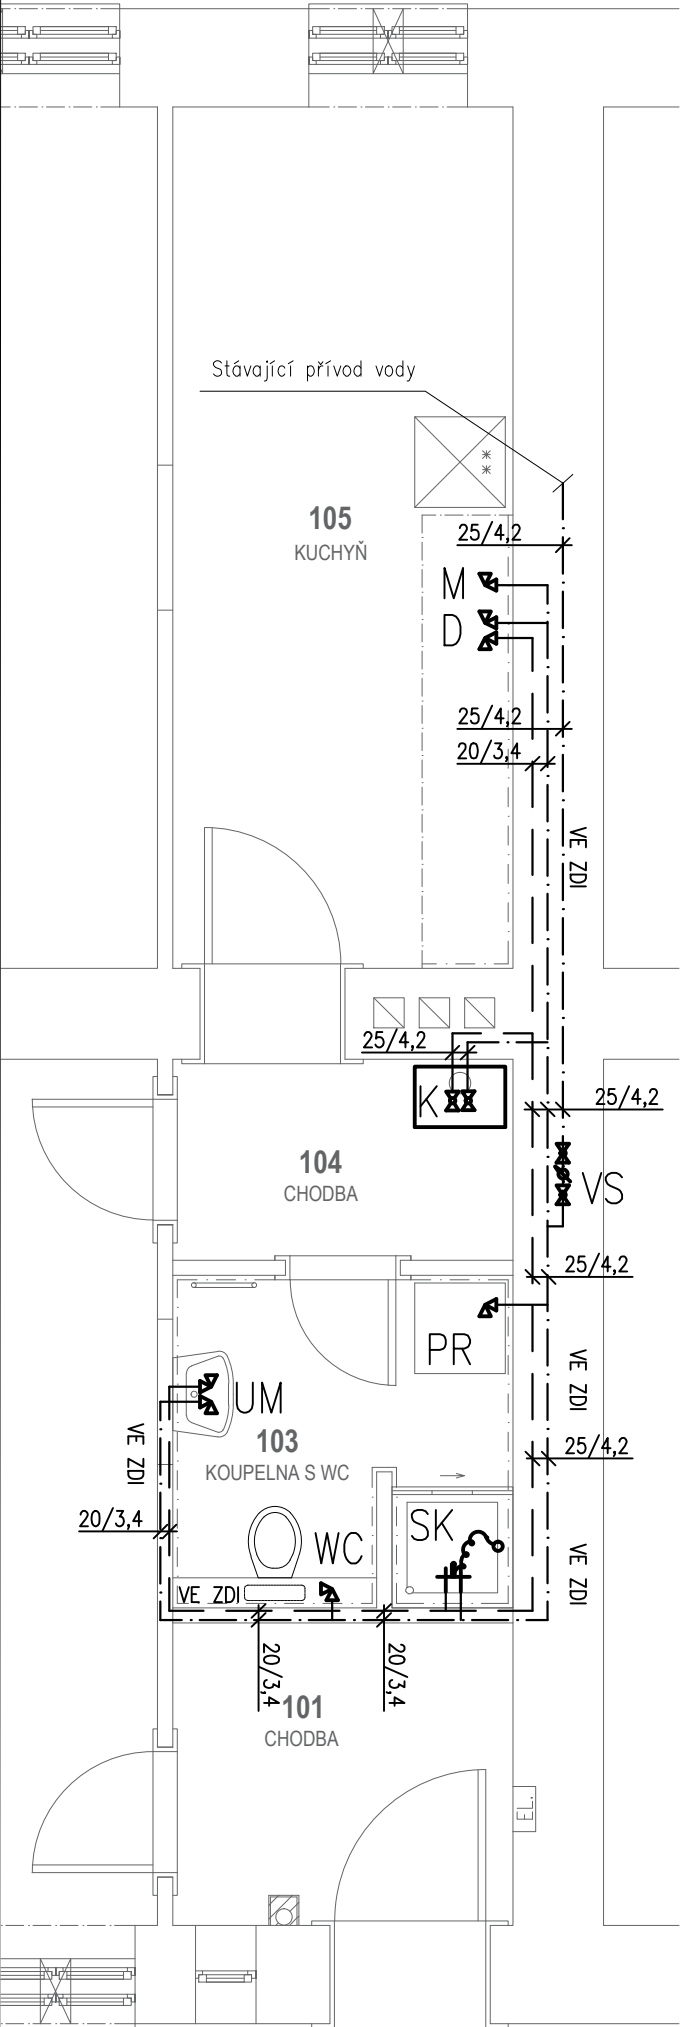 Stávající přívod vody
105
KUCHYŇ
25/4,2
M
D
25/4,2
20/3,4
VE ZDI
25/4,2
K
25/4,2
104
CHODBA
VS
25/4,2
PR
VE ZDI
UM
103
KOUPELNA S WC
VE ZDI
25/4,2
20/3,4
SK
WC
VE ZDI
VE ZDI
20/3,4
20/3,4
101
CHODBA
EL.